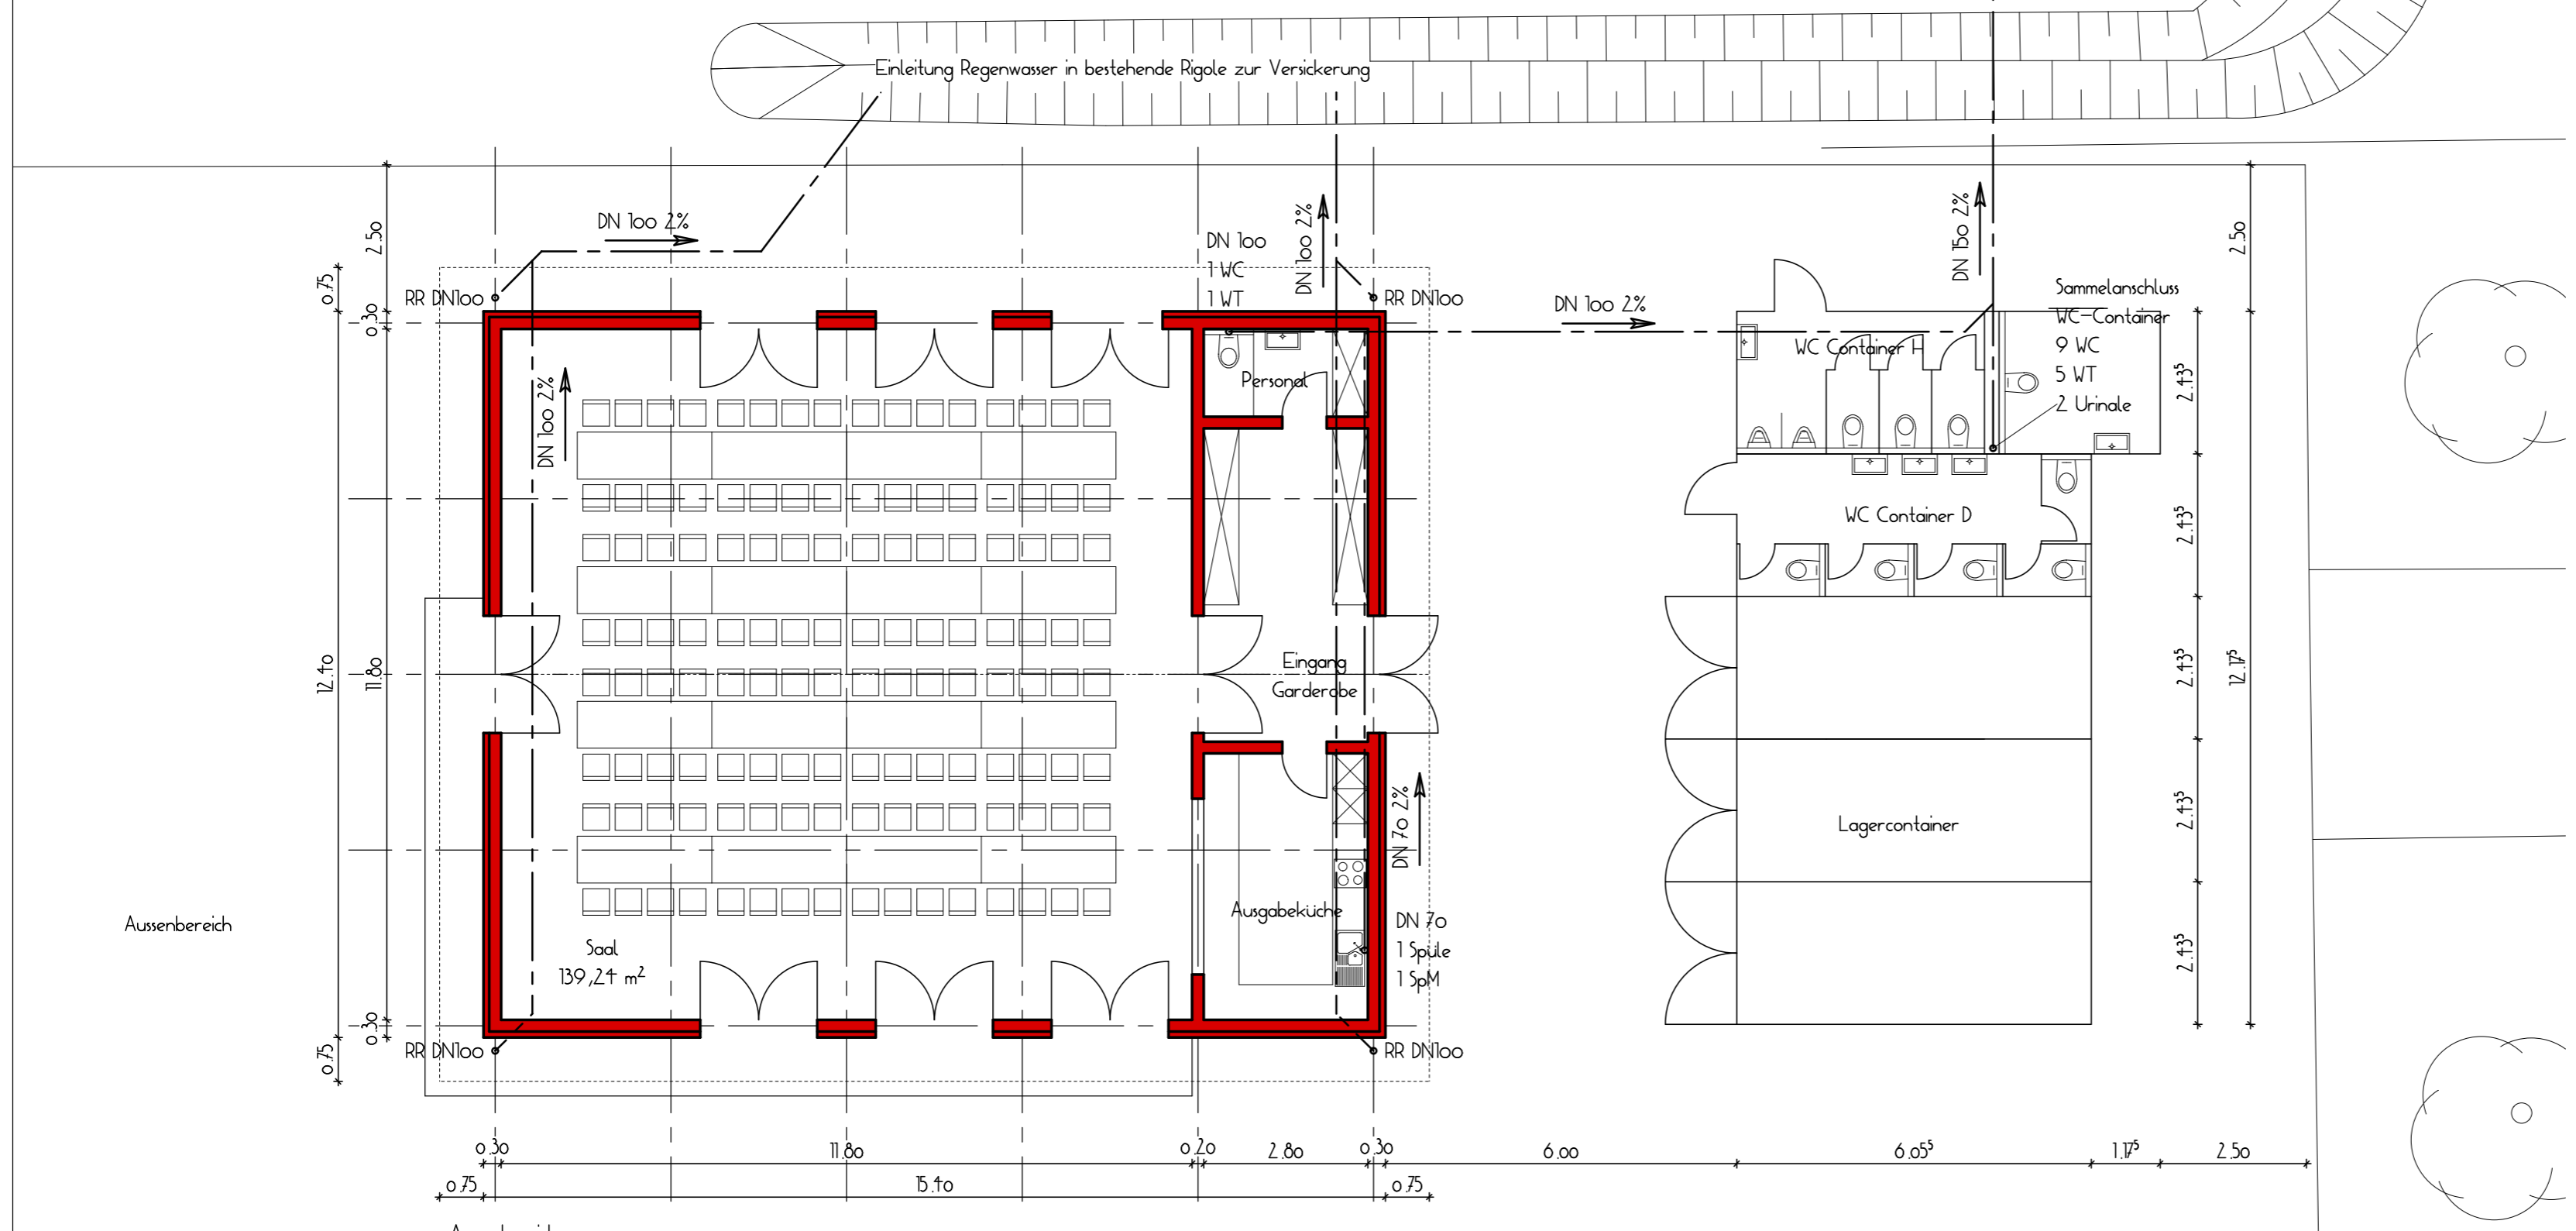 Einleitung Regenwasser in bestehende Rigole zur Versickerung
DN 100 2%
2.50
0.75
0.30
RR DN100
DN 100 2%
DN 100
1 WC
1 WT
DN 100 2%
RR DN100
DN 100 2%
DN 150 2%
2.50
Sammelanschluss
WC-Container
9 WC
5 WT
2 Urinale
WC Container H
Personal
2.43⁵
WC Container D
2.43⁵
Eingang
Garderobe
12.40
11.80
2.43⁵
12.17⁵
DN 70 2%
Lagercontainer
2.43⁵
Aussenbereich
Ausgabeküche
DN 70
1 Spüle
1 SpM
Saal
139,24 m²
2.43⁵
0.30
0.75
RR DN100
RR DN100
0.30
11.80
0.20
2.80
0.30
6.00
6.05⁵
1.17⁵
2.50
0.75
15.40
0.75